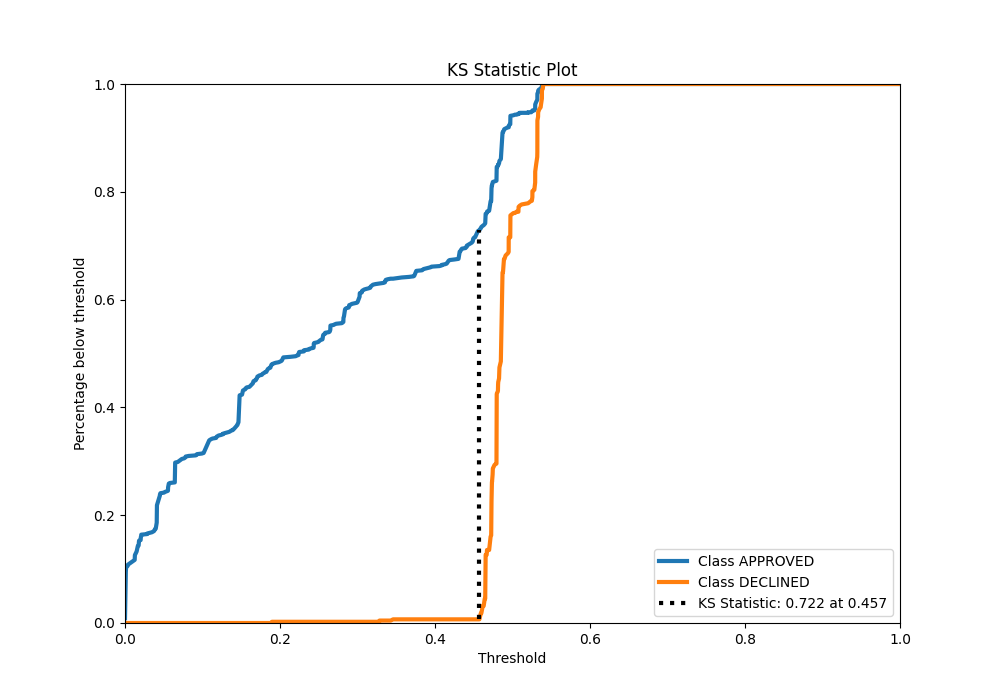 KS Statistic Plot
1.0
0.8
0.6
0.4
0.2
0.0
Percentage below threshold
0.0 0.2 0.4 0.6 0.8 1.0
Threshold
Class APPROVED
Class DECLINED
KS Statistic: 0.722 at 0.457